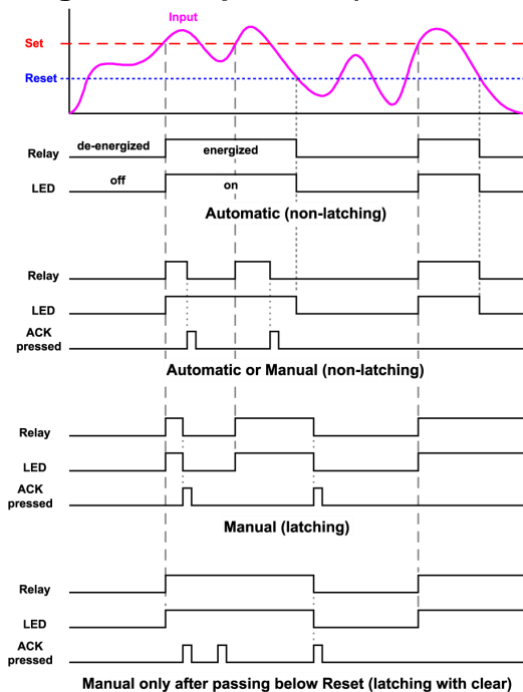 Input
Set
Reset
de-energized energized
Relay
off on
LED
Automatic (non-latching)
Relay
LED
ACK
pressed
Automatic or Manual (non-latching)
Relay
LED
ACK
pressed
Manual (latching)
Relay
LED
ACK
pressed
Manual only after passing below Reset (latching with clear)